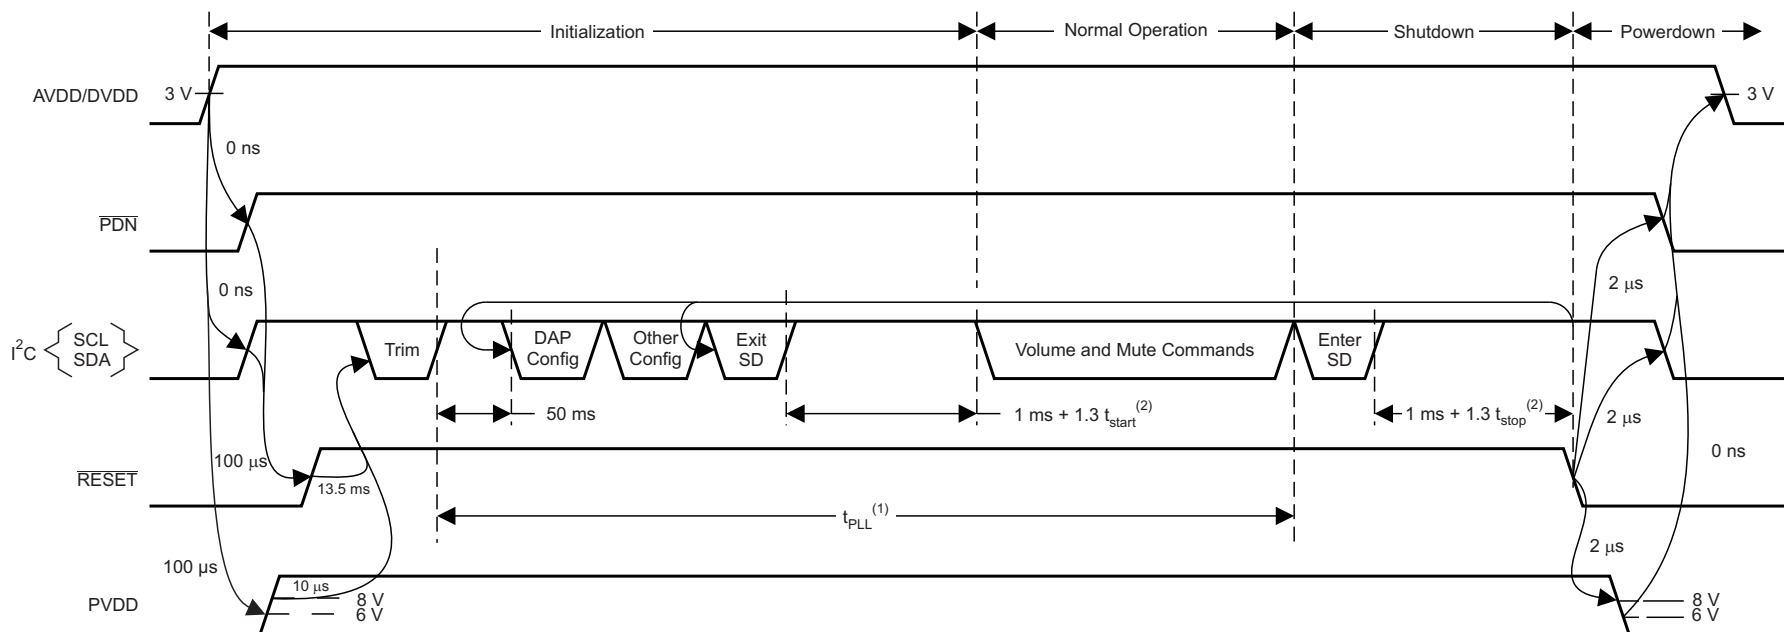 Initialization
Normal Operation
Shutdown
Powerdown
AVDD/DVDD
3 V
3 V
0 ns
PDN
0 ns
2 μs
I2C
SCL
SDA
Trim
DAP
Config
Other
Config
Exit
SD
Volume and Mute Commands
Enter
SD
50 ms
1 ms + 1.3 tstart(2)
1 ms + 1.3 tstop(2)
2 μs
100 μs
RESET
13.5 ms
0 ns
tPLL(1)
2 μs
100 μs
10 μs
PVDD
8 V
6 V
8 V
6 V